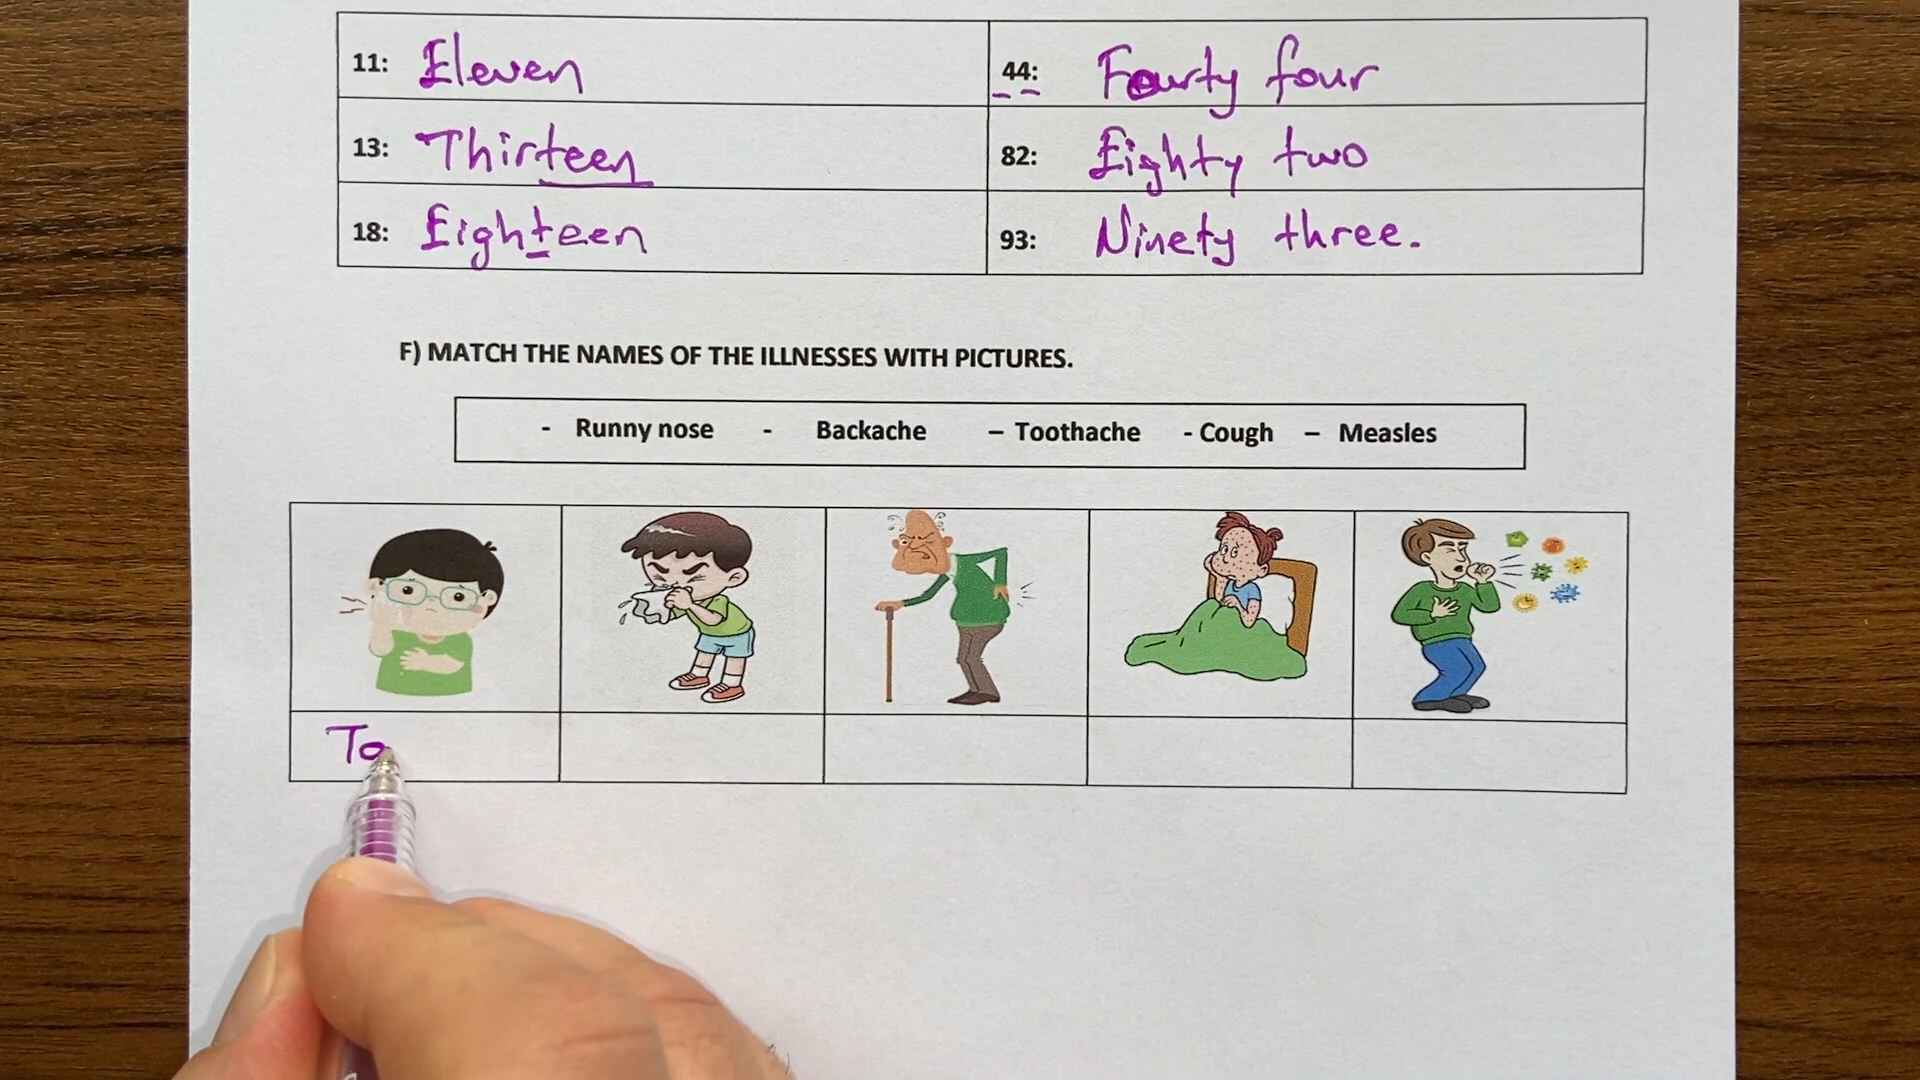 11: Eleven
44: Fourty four
13: Thirteen
82: Eighty two
18: Eighteen
93: Ninety three.
F) MATCH THE NAMES OF THE ILLNESSES WITH PICTURES.
- Runny nose - Backache – Toothache - Cough – Measles
To